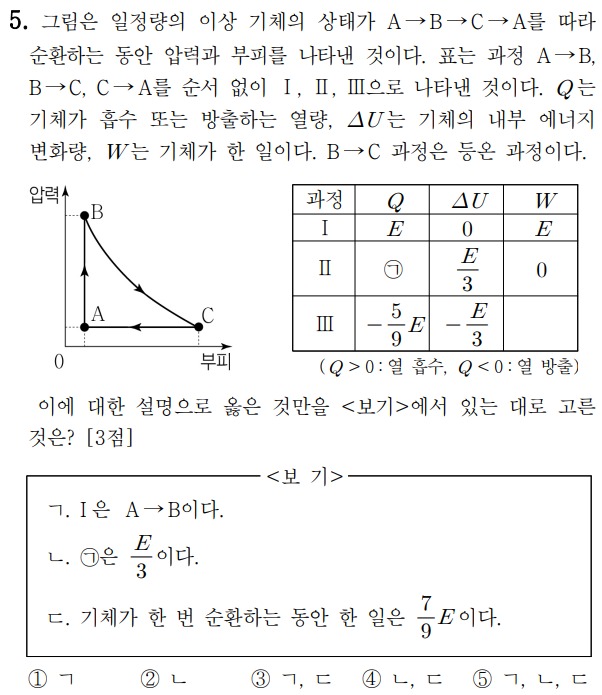 5. 그림은 일정량의 이상 기체의 상태가 A→B→C→A를 따라
순환하는 동안 압력과 부피를 나타낸 것이다. 표는 과정 A→B,
B→C, C→A를 순서 없이 Ⅰ, Ⅱ, Ⅲ으로 나타낸 것이다. Q는
기체가 흡수 또는 방출하는 열량, ΔU는 기체의 내부 에너지
변화량, W는 기체가 한 일이다. B→C 과정은 등온 과정이다.
압력
B
A
C
0
부피
과정 Q ΔU W
Ⅰ E 0 E
Ⅱ ㉠ E/3 0
Ⅲ -5/9E -E/3
(Q>0:열 흡수, Q<0:열 방출)
이에 대한 설명으로 옳은 것만을 <보기>에서 있는 대로 고른
것은? [3점]
<보 기>
ㄱ. Ⅰ은 A→B이다.
ㄴ. ㉠은 E/3이다.
ㄷ. 기체가 한 번 순환하는 동안 한 일은 7/9E이다.
① ㄱ ② ㄴ ③ ㄱ, ㄷ ④ ㄴ, ㄷ ⑤ ㄱ, ㄴ, ㄷ